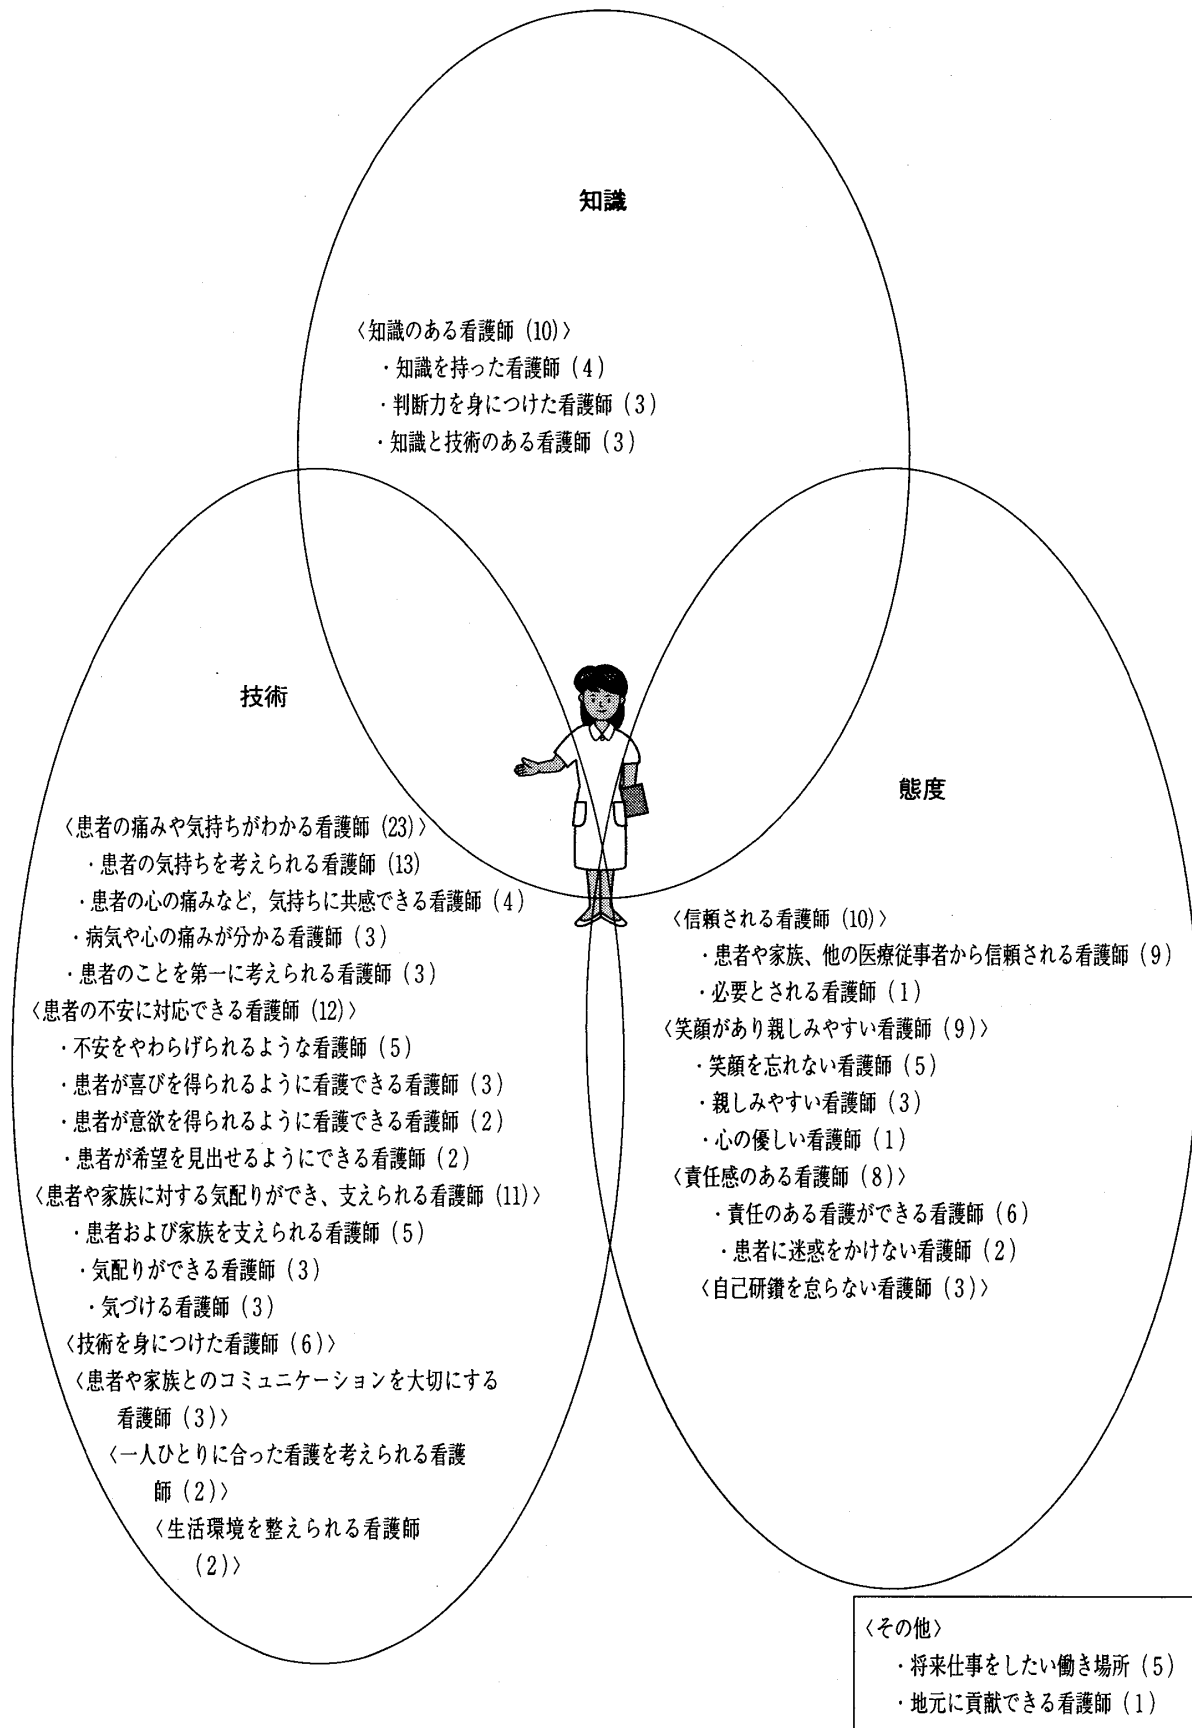 知識
〈知識のある看護師（10）〉
・知識を持った看護師（4）
・判断力を身につけた看護師（3）
・知識と技術のある看護師（3）
技術
〈患者の痛みや気持ちがわかる看護師（23）〉
・患者の気持ちを考えられる看護師（13）
・患者の心の痛みなど，気持ちに共感できる看護師（4）
・病気や心の痛みが分かる看護師（3）
・患者のことを第一に考えられる看護師（3）
〈患者の不安に対応できる看護師（12）〉
・不安をやわらげられるような看護師（5）
・患者が喜びを得られるように看護できる看護師（3）
・患者が意欲を得られるように看護できる看護師（2）
・患者が希望を見出せるようにできる看護師（2）
〈患者や家族に対する気配りができ、支えられる看護師（11）〉
・患者および家族を支えられる看護師（5）
・気配りができる看護師（3）
・気づける看護師（3）
〈技術を身につけた看護師（6）〉
〈患者や家族とのコミュニケーションを大切にする
看護師（3）〉
〈一人ひとりに合った看護を考えられる看護
師（2）〉
〈生活環境を整えられる看護師
（2）〉
態度
〈信頼される看護師（10）〉
・患者や家族、他の医療従事者から信頼される看護師（9）
・必要とされる看護師（1）
〈笑顔があり親しみやすい看護師（9）〉
・笑顔を忘れない看護師（5）
・親しみやすい看護師（3）
・心の優しい看護師（1）
〈責任感のある看護師（8）〉
・責任のある看護ができる看護師（6）
・患者に迷惑をかけない看護師（2）
〈自己研鑽を怠らない看護師（3）〉
〈その他〉
・将来仕事をしたい働き場所（5）
・地元に貢献できる看護師（1）